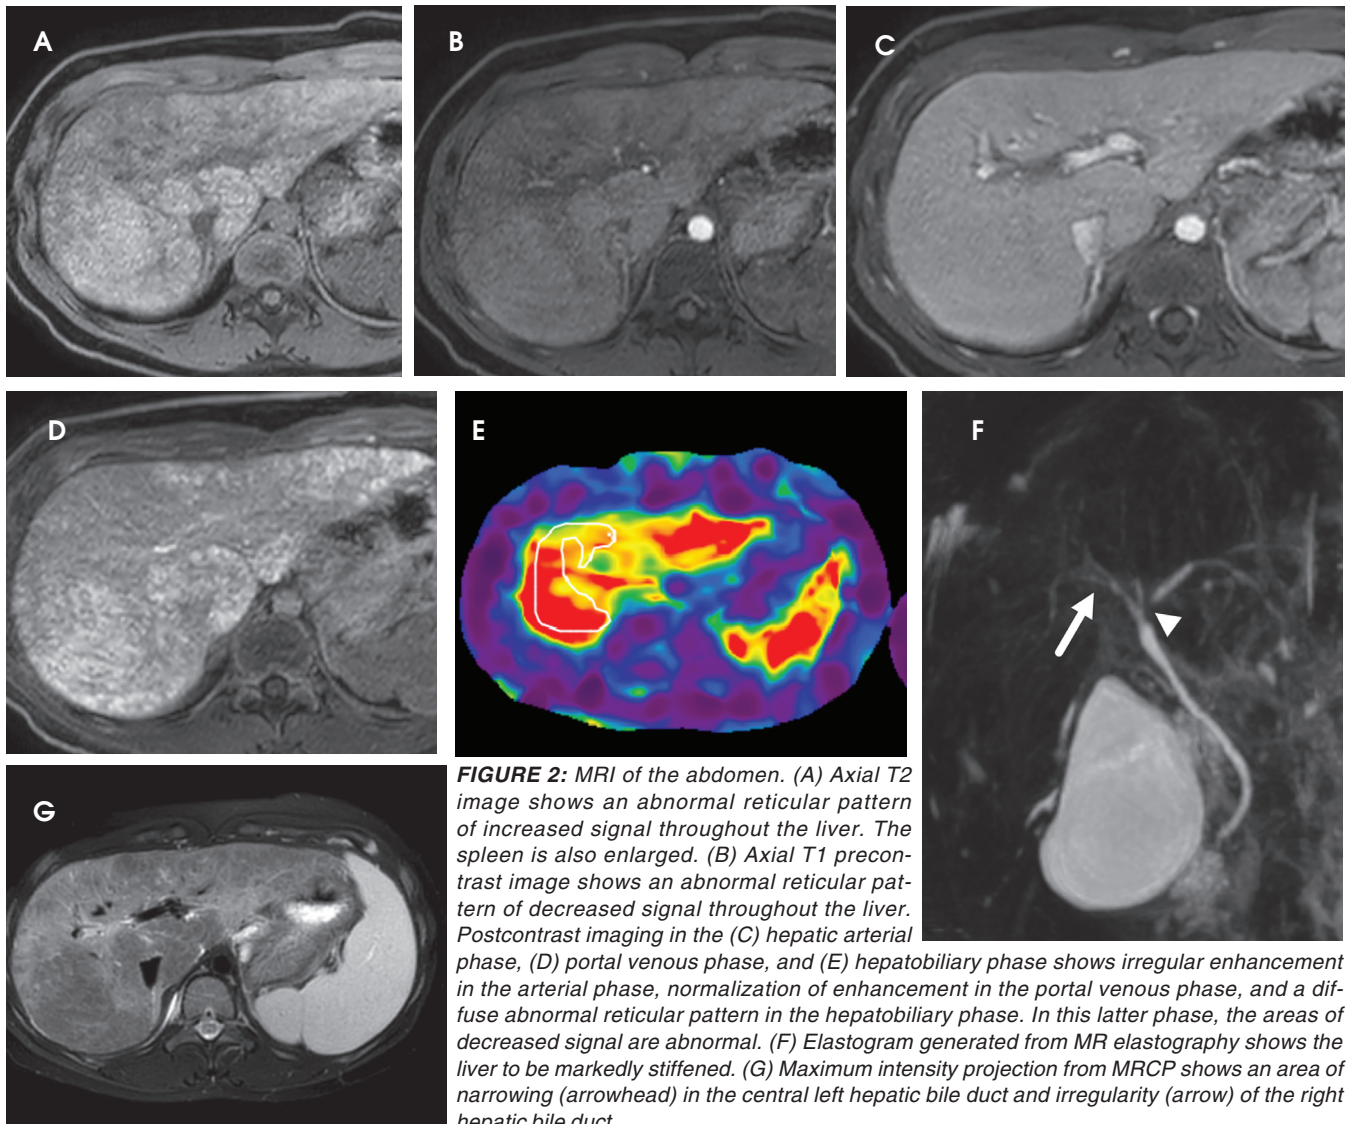 A
B
C
D
E
F
G
FIGURE 2: MRI of the abdomen. (A) Axial T2
image shows an abnormal reticular pattern
of increased signal throughout the liver. The
spleen is also enlarged. (B) Axial T1 precon-
trast image shows an abnormal reticular pat-
tern of decreased signal throughout the liver.
Postcontrast imaging in the (C) hepatic arterial
phase, (D) portal venous phase, and (E) hepatobiliary phase shows irregular enhancement
in the arterial phase, normalization of enhancement in the portal venous phase, and a dif-
fuse abnormal reticular pattern in the hepatobiliary phase. In this latter phase, the areas of
decreased signal are abnormal. (F) Elastogram generated from MR elastography shows the
liver to be markedly stiffened. (G) Maximum intensity projection from MRCP shows an area of
narrowing (arrowhead) in the central left hepatic bile duct and irregularity (arrow) of the right
hepatic bile duct.